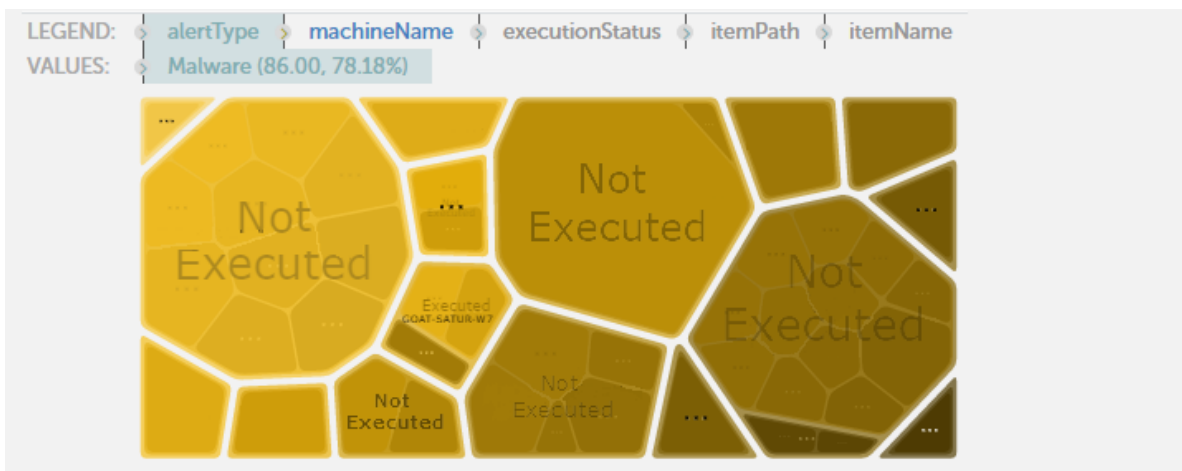 LEGEND: alertType machineName executionStatus itemPath itemName
VALUES: Malware (86.00, 78.18%)
...
Not
Executed
...
Not
Executed
...
Not
Executed
Executed
GOAT-SATUR-W7
...
Not
Executed
Not
Executed
...
...